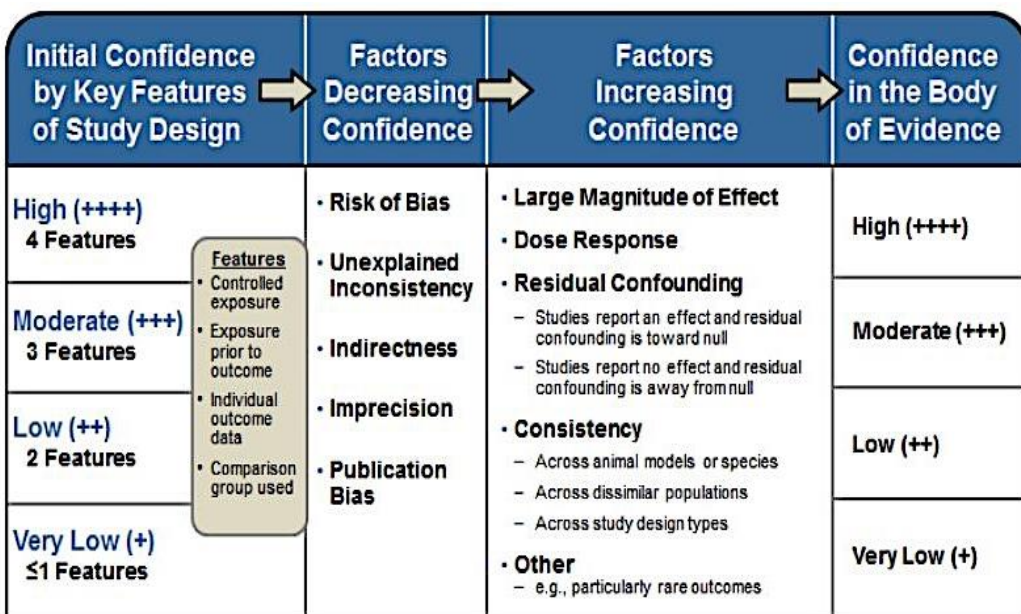 Initial Confidence
by Key Features
of Study Design
Factors
Decreasing
Confidence
Factors
Increasing
Confidence
Confidence
in the Body
of Evidence
High (++++)
4 Features
Moderate (+++)
3 Features
Low (++)
2 Features
Very Low (+)
≤1 Features
Features
• Controlled
exposure
• Exposure
prior to
outcome
• Individual
outcome
data
• Comparison
group used
• Risk of Bias
• Unexplained
Inconsistency
• Indirectness
• Imprecision
• Publication
Bias
• Large Magnitude of Effect
• Dose Response
• Residual Confounding
– Studies report an effect and residual
confounding is toward null
– Studies report no effect and residual
confounding is away from null
• Consistency
– Across animal models or species
– Across dissimilar populations
– Across study design types
• Other
– e.g., particularly rare outcomes
High (++++)
Moderate (+++)
Low (++)
Very Low (+)